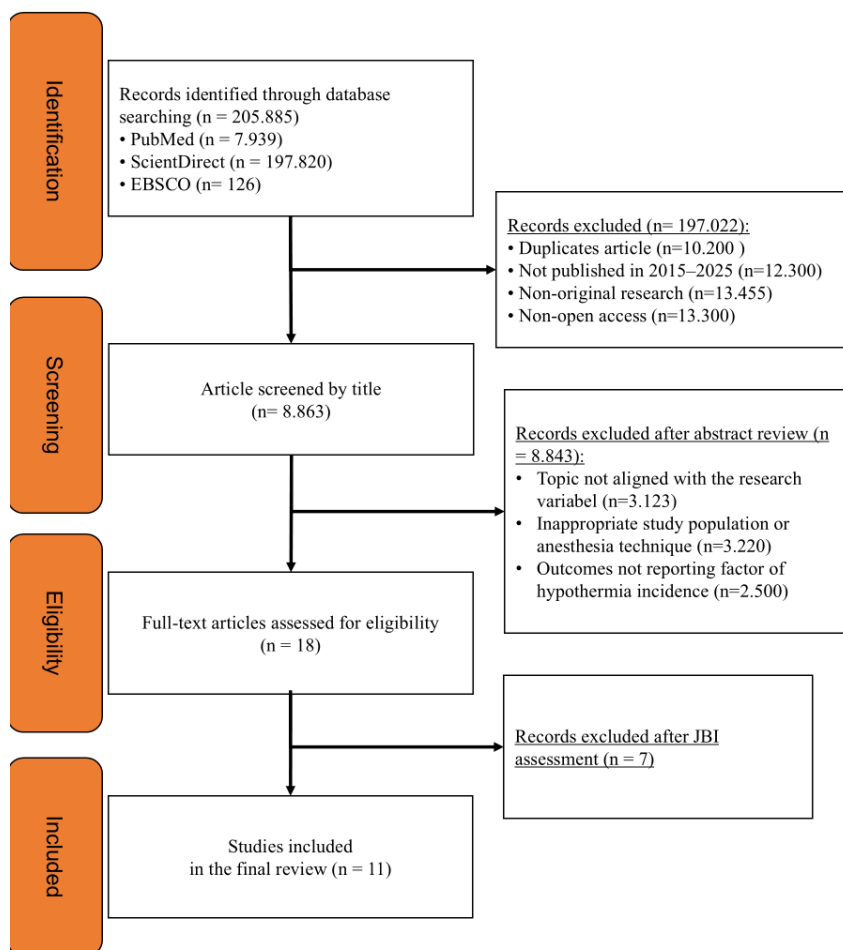 Identification
Records identified through database
searching (n = 205.885)
• PubMed (n = 7.939)
• ScientDirect (n = 197.820)
• EBSCO (n= 126)
Records excluded (n= 197.022):
• Duplicates article (n=10.200 )
• Not published in 2015–2025 (n=12.300)
• Non-original research (n=13.455)
• Non-open access (n=13.300)
Screening
Article screened by title
(n= 8.863)
Records excluded after abstract review (n
= 8.843):
• Topic not aligned with the research
variabel (n=3.123)
• Inappropriate study population or
anesthesia technique (n=3.220)
• Outcomes not reporting factor of
hypothermia incidence (n=2.500)
Eligibility
Full-text articles assessed for eligibility
(n = 18)
Records excluded after JBI
assessment (n = 7)
Included
Studies included
in the final review (n = 11)